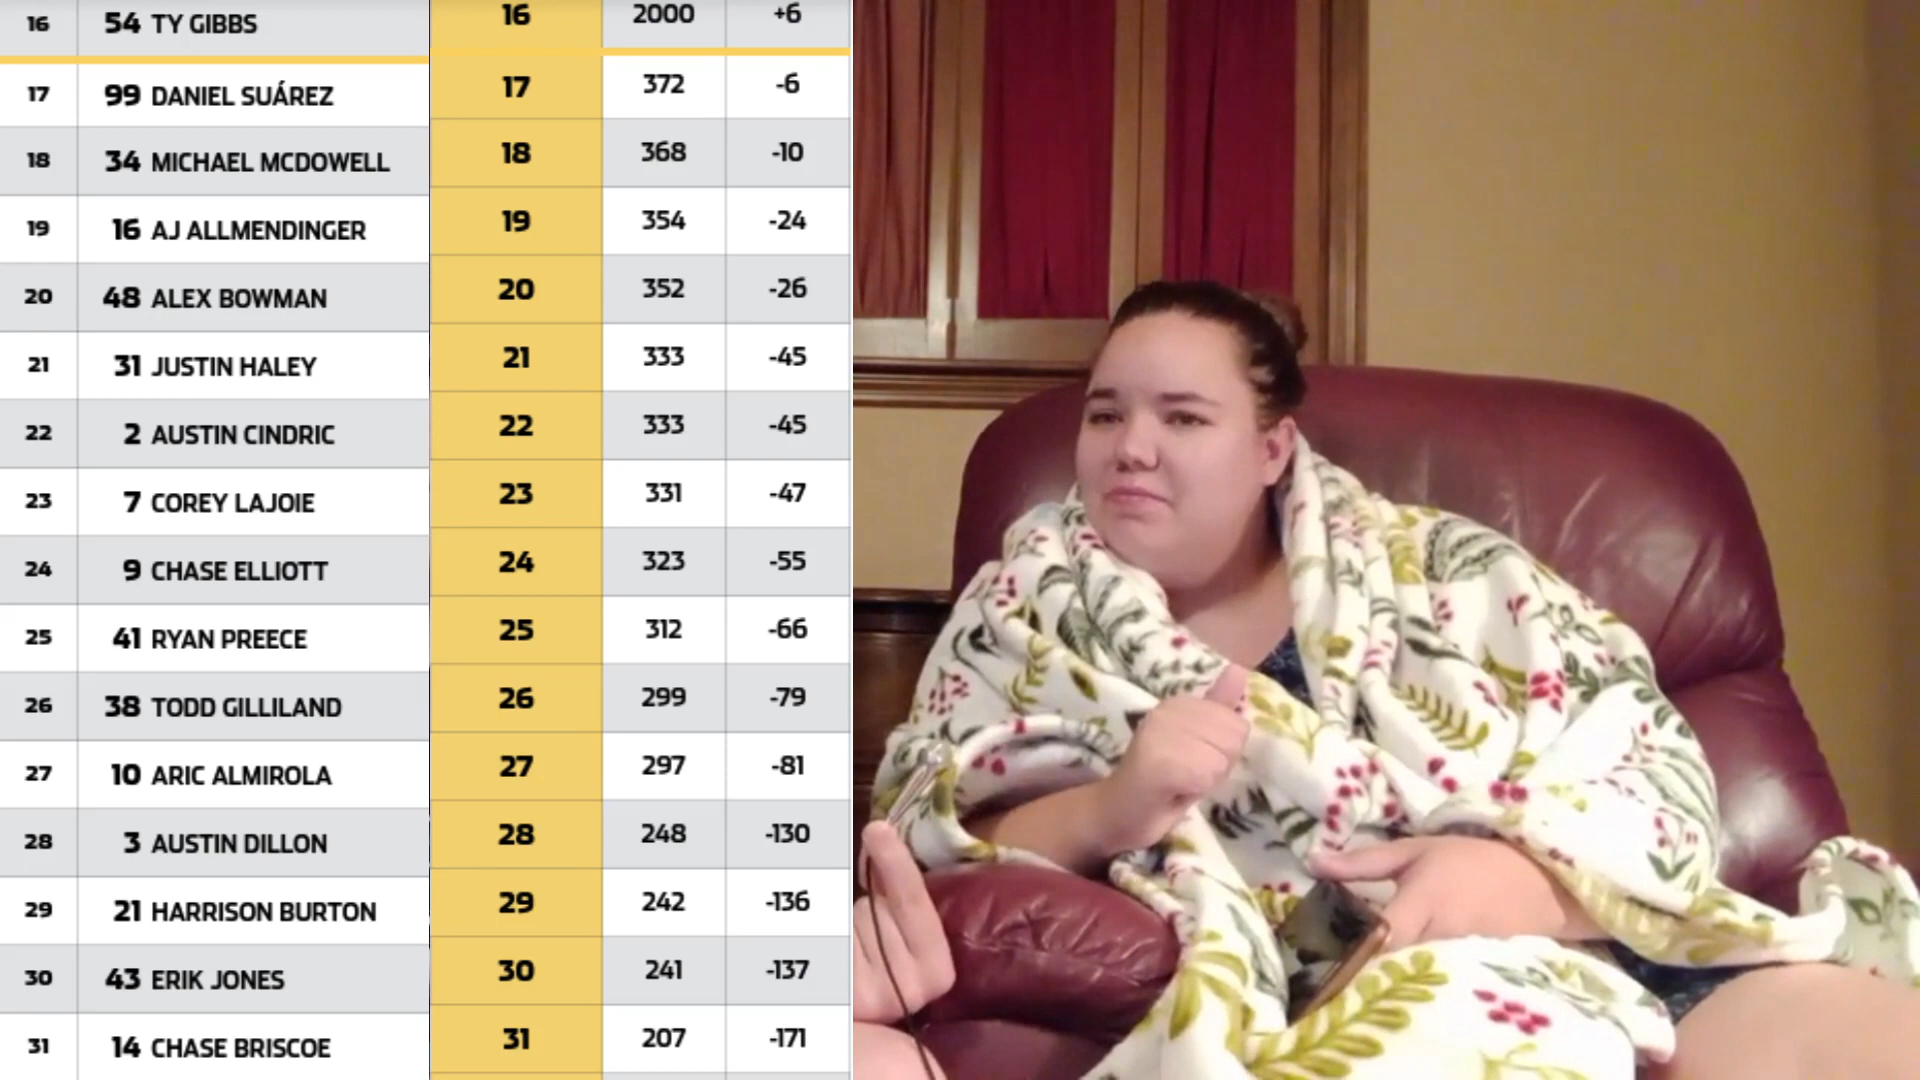 16 54 TY GIBBS 16 2000 +6
17 99 DANIEL SUÁREZ 17 372 -6
18 34 MICHAEL MCDOWELL 18 368 -10
19 16 AJ ALLMENDINGER 19 354 -24
20 48 ALEX BOWMAN 20 352 -26
21 31 JUSTIN HALEY 21 333 -45
22 2 AUSTIN CINDRIC 22 333 -45
23 7 COREY LAJOIE 23 331 -47
24 9 CHASE ELLIOTT 24 323 -55
25 41 RYAN PREECE 25 312 -66
26 38 TODD GILLILAND 26 299 -79
27 10 ARIC ALMIROLA 27 297 -81
28 3 AUSTIN DILLON 28 248 -130
29 21 HARRISON BURTON 29 242 -136
30 43 ERIK JONES 30 241 -137
31 14 CHASE BRISCOE 31 207 -171